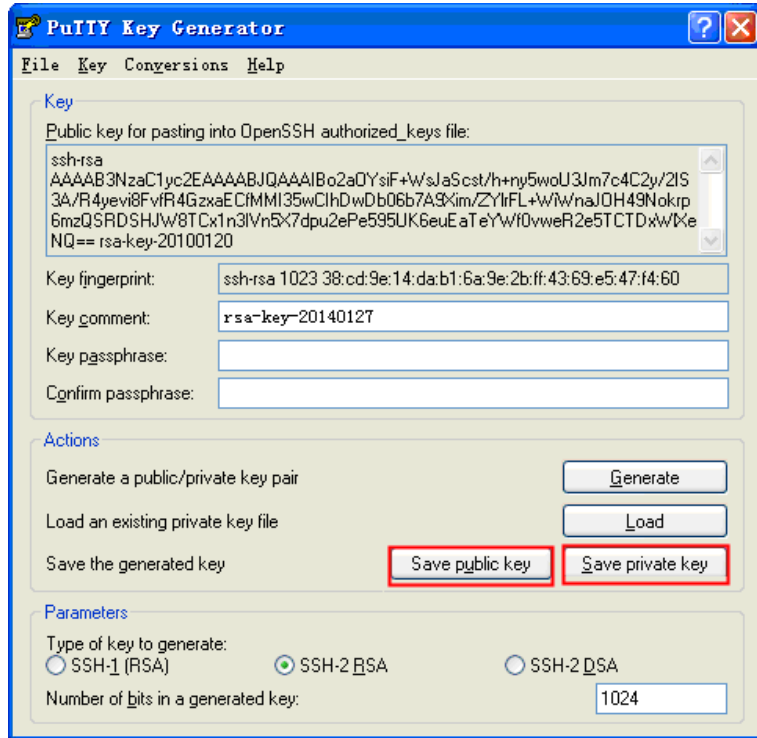 PuTTY Key Generator
File Key Conversions Help
Key
Public key for pasting into OpenSSH authorized_keys file:
ssh-rsa
AAAAB3NzaC1yc2EAAAABJQAAAIBo2aOYsiF+WsJaScst/h+ny5woU3Jm7c4C2y/2IS
3A/R4yevi8FvfR4GzxaECfMMI35wClhDwDb06b7A9Xim/ZYlrFL+WiWnaJOH49Nokrp
6mzQSRDSHJW8TCx1n3lVn5X7dpu2ePe595UK6euEaTeYWf0vweR2e5TCTDxWlXe
NQ== rsa-key-20100120
Key fingerprint: ssh-rsa 1023 38:cd:9e:14:da:b1:6a:9e:2b:ff:43:69:e5:47:f4:60
Key comment: rsa-key-20140127
Key passphrase:
Confirm passphrase:
Actions
Generate a public/private key pair Generate
Load an existing private key file Load
Save the generated key Save public key Save private key
Parameters
Type of key to generate:
SSH-1 (RSA) SSH-2 RSA SSH-2 DSA
Number of bits in a generated key: 1024